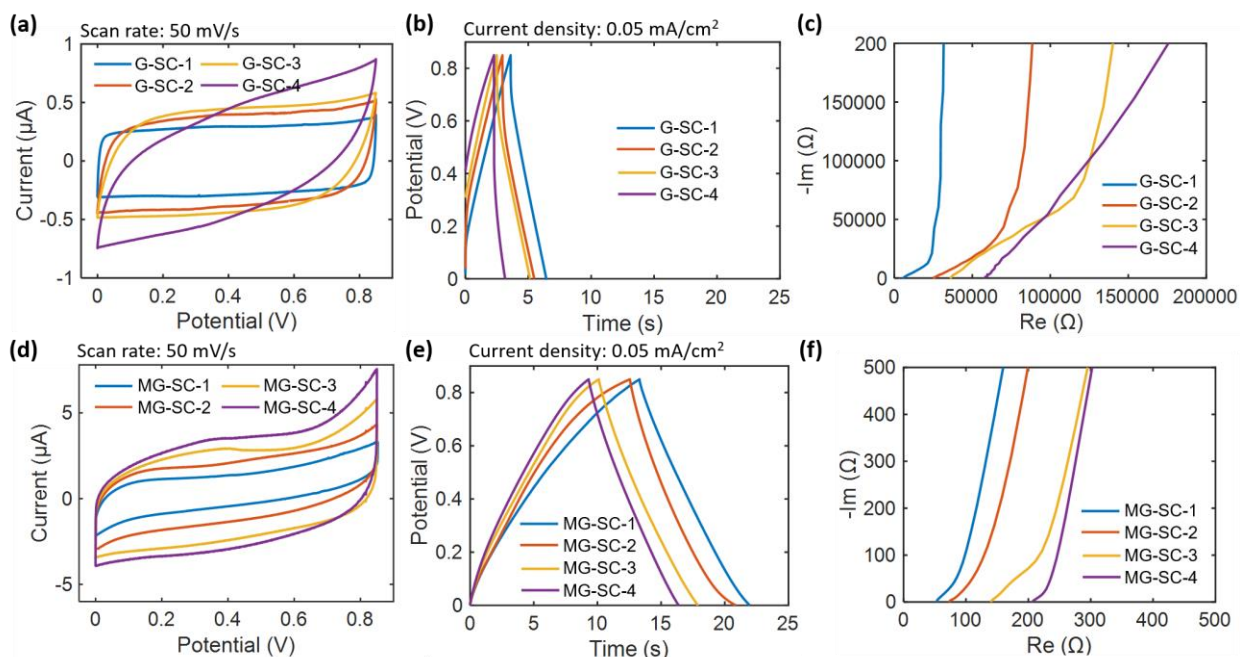 (a) Scan rate: 50 mV/s
1
0.5
0
-0.5
-1
Current (µA)
G-SC-1
G-SC-2
G-SC-3
G-SC-4
0 0.2 0.4 0.6 0.8
Potential (V)
(b) Current density: 0.05 mA/cm²
0.8
0.6
0.4
0.2
0
Potential (V)
G-SC-1
G-SC-2
G-SC-3
G-SC-4
0 5 10 15 20 25
Time (s)
(c)
200000
150000
100000
50000
0
-Im (Ω)
G-SC-1
G-SC-2
G-SC-3
G-SC-4
0 50000 100000 150000 200000
Re (Ω)
(d) Scan rate: 50 mV/s
5
0
-5
Current (µA)
MG-SC-1
MG-SC-2
MG-SC-3
MG-SC-4
0 0.2 0.4 0.6 0.8
Potential (V)
(e) Current density: 0.05 mA/cm²
0.8
0.6
0.4
0.2
0
Potential (V)
MG-SC-1
MG-SC-2
MG-SC-3
MG-SC-4
0 5 10 15 20 25
Time (s)
(f)
500
400
300
200
100
0
-Im (Ω)
MG-SC-1
MG-SC-2
MG-SC-3
MG-SC-4
0 100 200 300 400 500
Re (Ω)